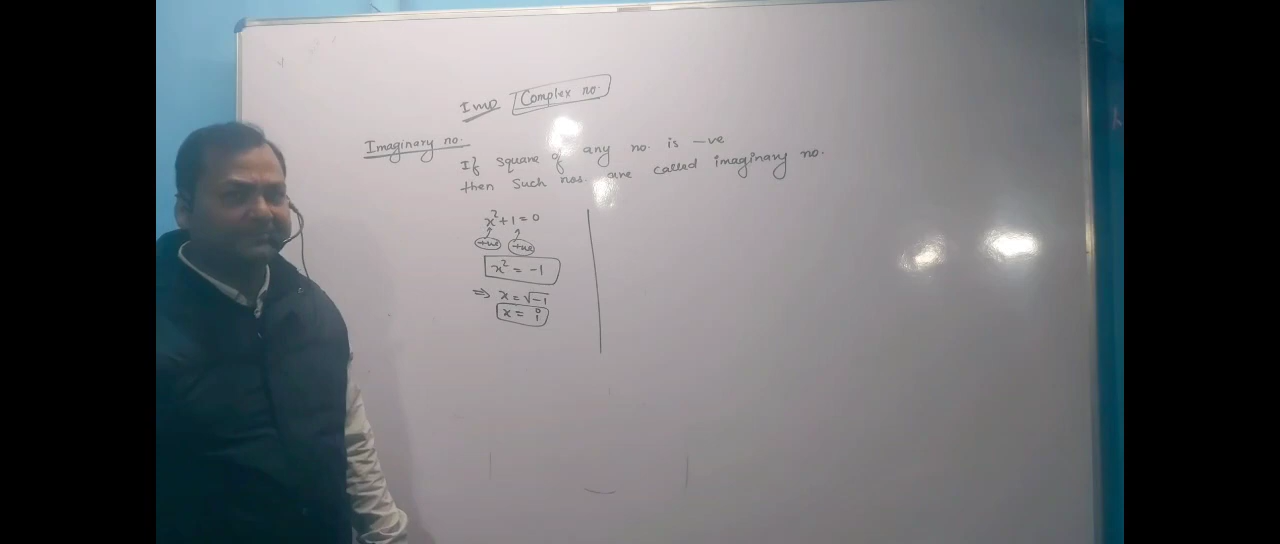 Imp Complex no.
Imaginary no.
If square of any no. is -ve
then such nos. are called imaginary no.
x² + 1 = 0
+ve +ve
x² = -1
⇒ x = √-1
x = i